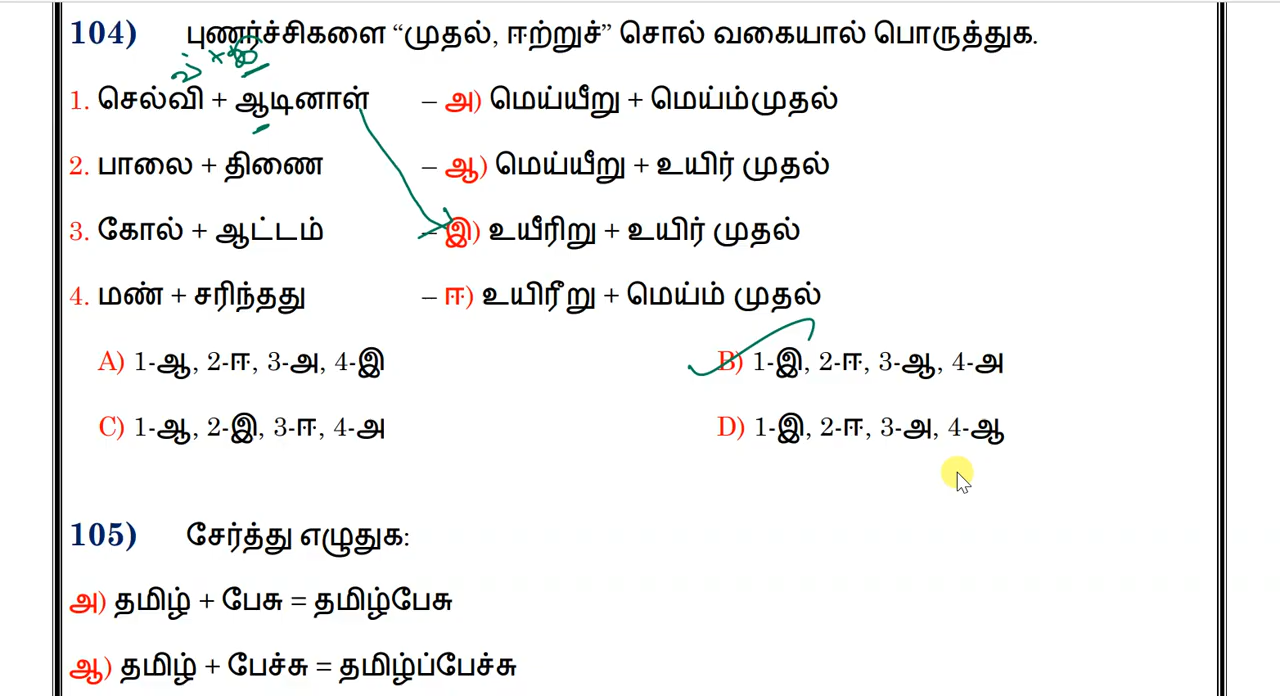 104) புணர்ச்சிகளை “முதல், ஈற்றுச்” சொல் வகையால் பொருத்துக.
1. செல்வி + ஆடினாள் – அ) மெய்யீறு + மெய்ம்முதல்
2. பாலை + திணை – ஆ) மெய்யீறு + உயிர் முதல்
3. கோல் + ஆட்டம் – இ) உயீரிறு + உயிர் முதல்
4. மண் + சரிந்தது – ஈ) உயிரீறு + மெய்ம் முதல்
A) 1-ஆ, 2-ஈ, 3-அ, 4-இ B) 1-இ, 2-ஈ, 3-ஆ, 4-அ
C) 1-ஆ, 2-இ, 3-ஈ, 4-அ D) 1-இ, 2-ஈ, 3-அ, 4-ஆ
105) சேர்த்து எழுதுக:
அ) தமிழ் + பேசு = தமிழ்பேசு
ஆ) தமிழ் + பேச்சு = தமிழ்ப்பேச்சு